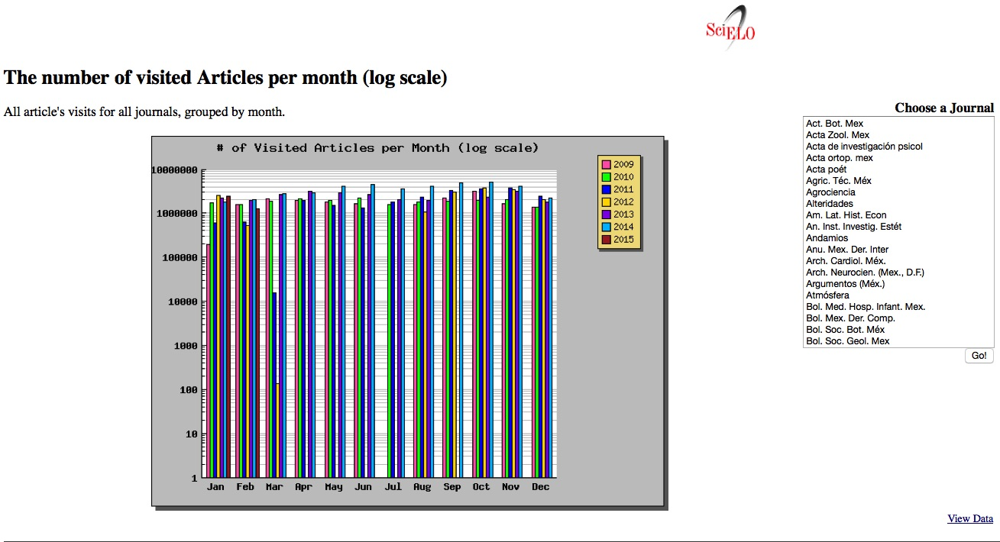 SciELO
The number of visited Articles per month (log scale)
All article's visits for all journals, grouped by month.
Choose a Journal
Act. Bot. Mex
Acta Zool. Mex
Acta de investigación psicol
Acta ortop. mex
Acta poét
Agric. Téc. Méx
Agrociencia
Alteridades
Am. Lat. Hist. Econ
An. Inst. Investig. Estét
Andamios
Anu. Mex. Der. Inter
Arch. Cardiol. Méx.
Arch. Neurocien. (Mex., D.F.)
Argumentos (Méx.)
Atmósfera
Bol. Med. Hosp. Infant. Mex.
Bol. Mex. Der. Comp.
Bol. Soc. Bot. Méx
Bol. Soc. Geol. Mex
Go!
# of Visited Articles per Month (log scale)
10000000
1000000
100000
10000
1000
100
10
1
Jan Feb Mar Apr May Jun Jul Aug Sep Oct Nov Dec
2009
2010
2011
2012
2013
2014
2015
View Data